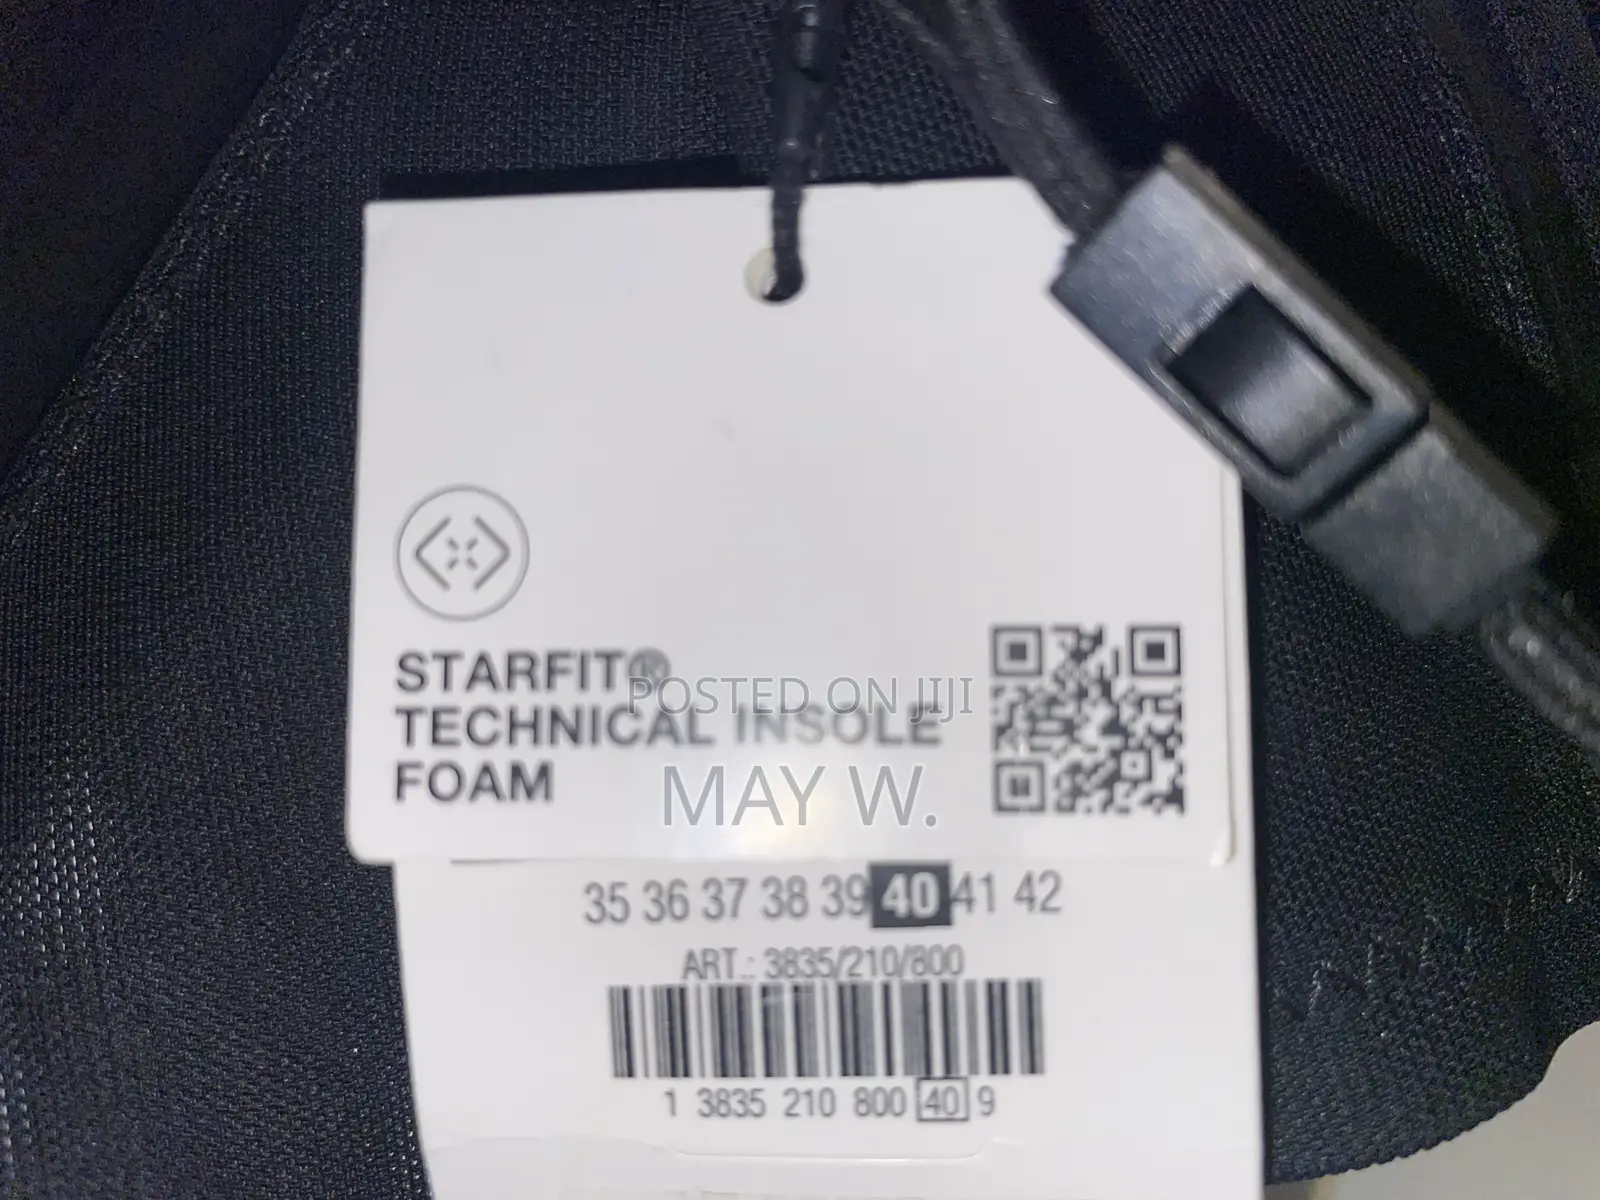 STARFIT®
TECHNICAL INSOLE
FOAM
POSTED ON JIJI
MAY W.
35 36 37 38 39 40 41 42
ART.: 3835/210/800
1 3835 210 800 40 9